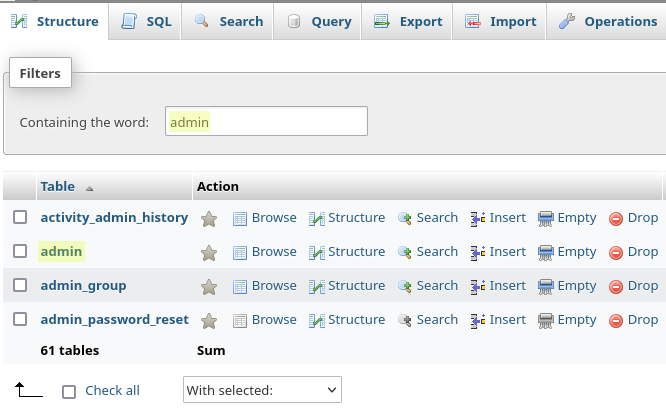 Structure SQL Search Query Export Import Operations
Filters
Containing the word: admin
Table Action
activity_admin_history Browse Structure Search Insert Empty Drop
admin Browse Structure Search Insert Empty Drop
admin_group Browse Structure Search Insert Empty Drop
admin_password_reset Browse Structure Search Insert Empty Drop
61 tables Sum
Check all With selected: